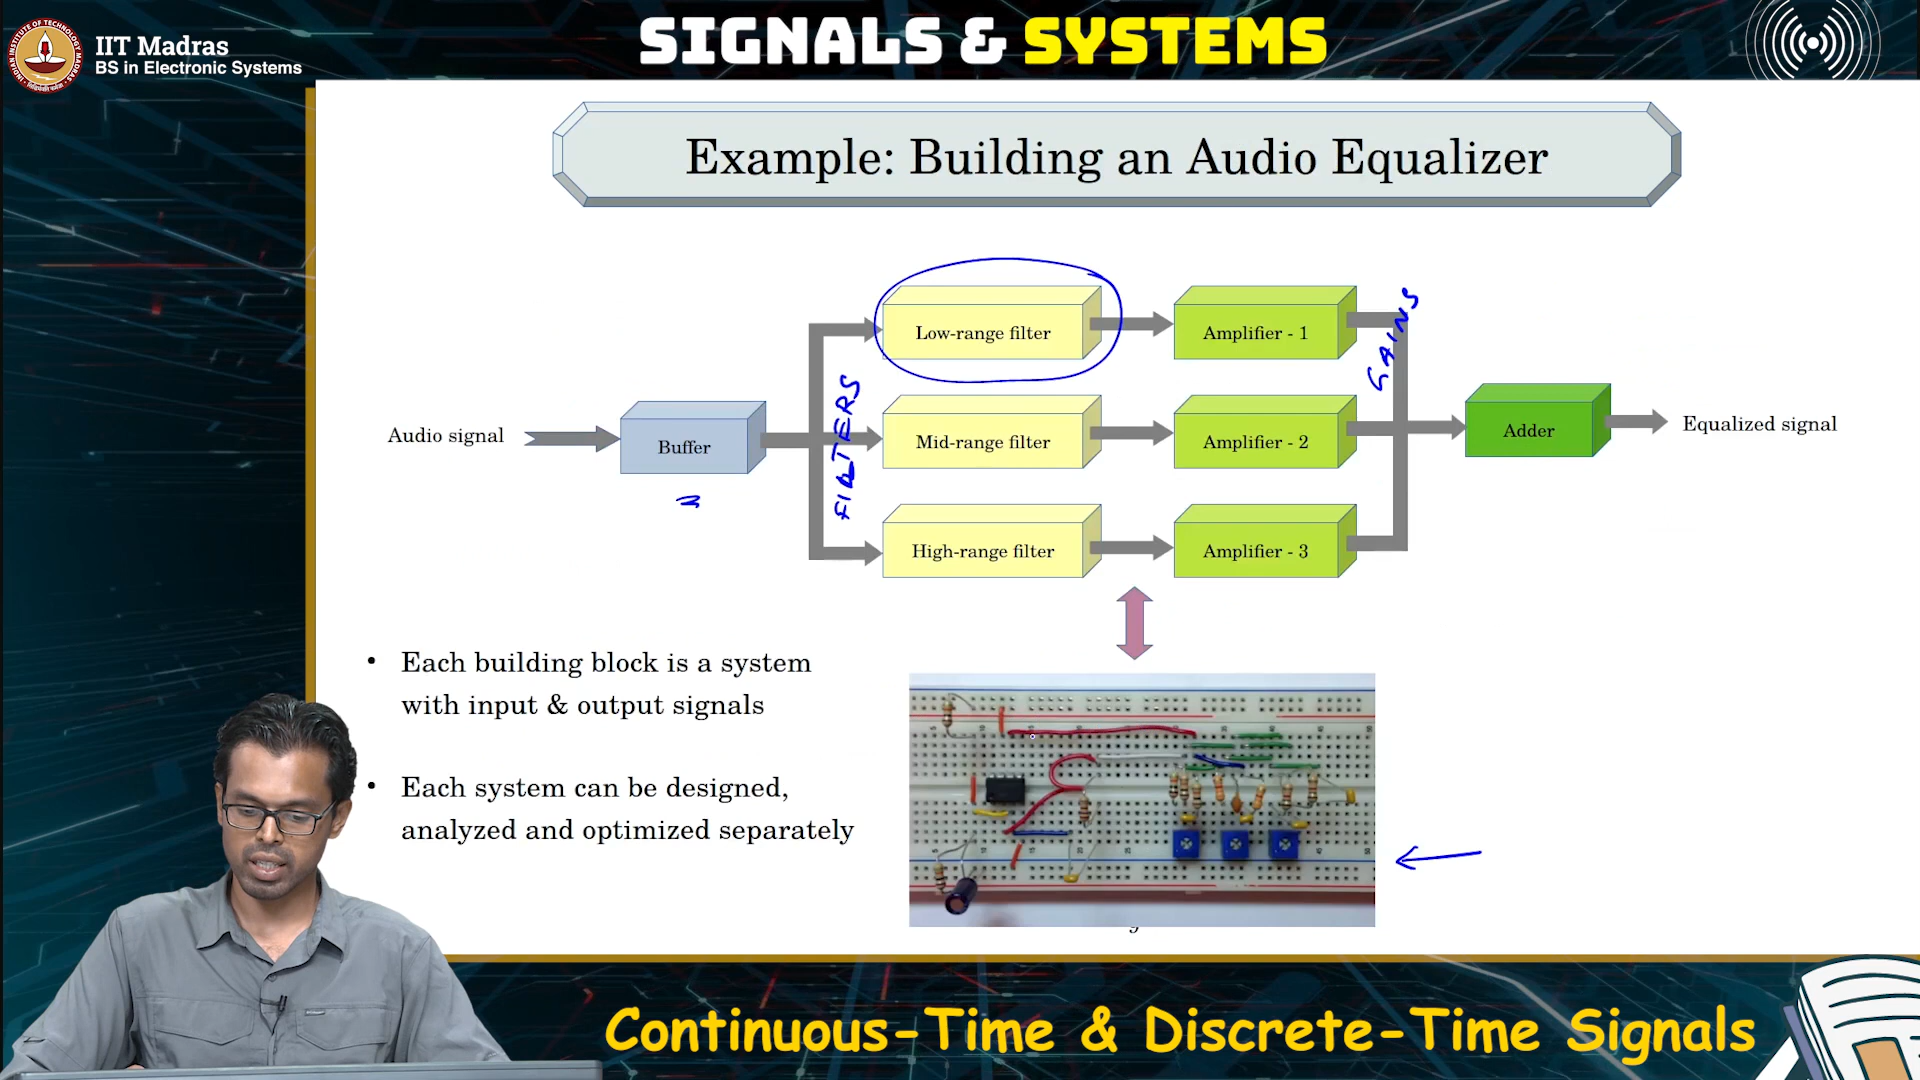 IIT Madras
BS in Electronic Systems
SIGNALS & SYSTEMS
Example: Building an Audio Equalizer
Low-range filter
Amplifier - 1
GAINS
Audio signal
Buffer
FILTERS
Mid-range filter
Amplifier - 2
Adder
Equalized signal
High-range filter
Amplifier - 3
• Each building block is a system
with input & output signals
• Each system can be designed,
analyzed and optimized separately
Continuous-Time & Discrete-Time Signals